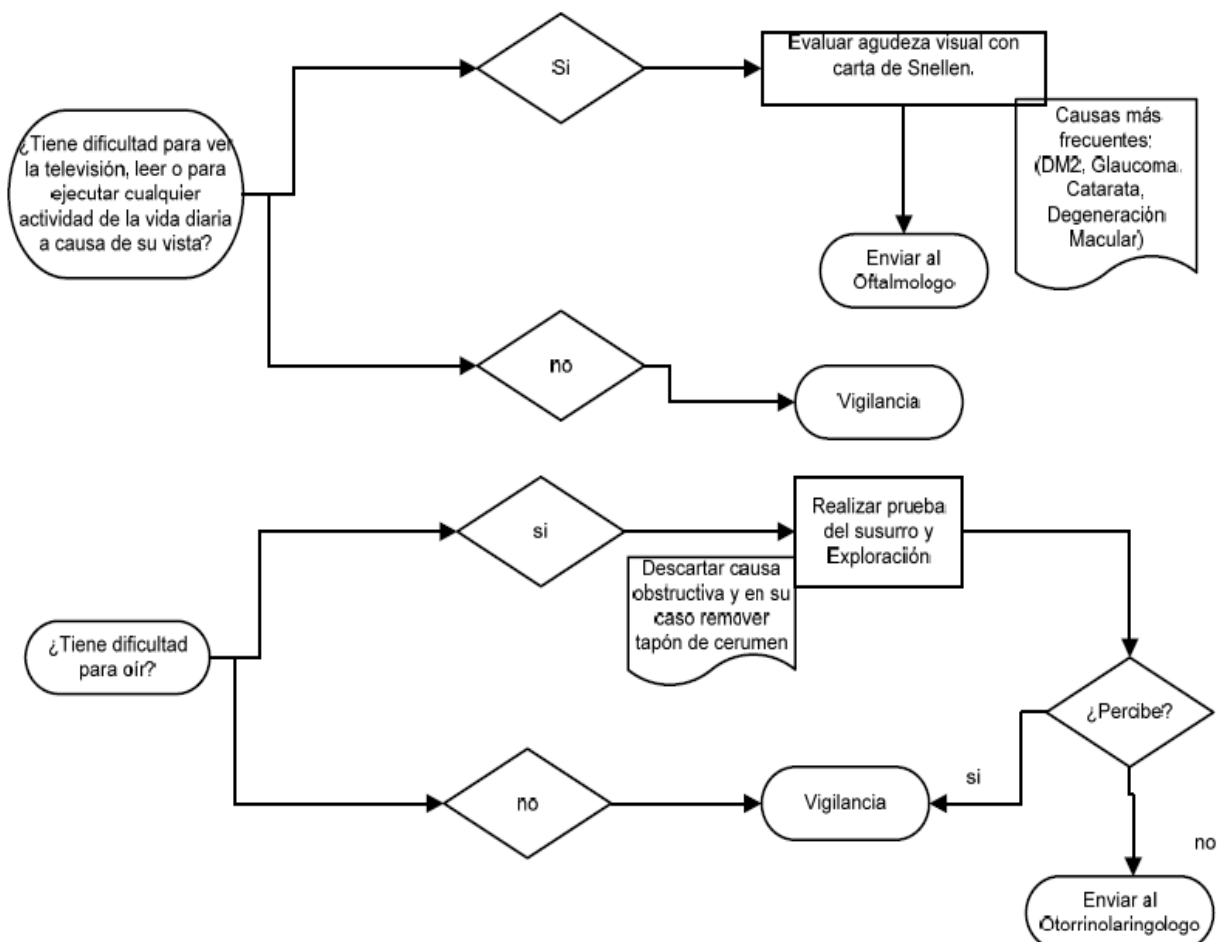 Si
Evaluar agudeza visual con
carta de Snellen.
¿Tiene dificultad para ver
la televisión, leer o para
ejecutar cualquier
actividad de la vida diaria
a causa de su vista?
Causas más
frecuentes:
(DM2, Glaucoma.
Catarata,
Degeneración
Macular)
Enviar al
Oftalmologo
no
Vigilancia
si
Realizar prueba
del susurro y
Exploraciión
Descartar causa
obstructiva y en su
caso remover
tapón de cerumen
¿Tiene dificultad
para oír?
¿Percibe?
si
no
Vigilancia
no
Enviar al
Otorrinolaringologo